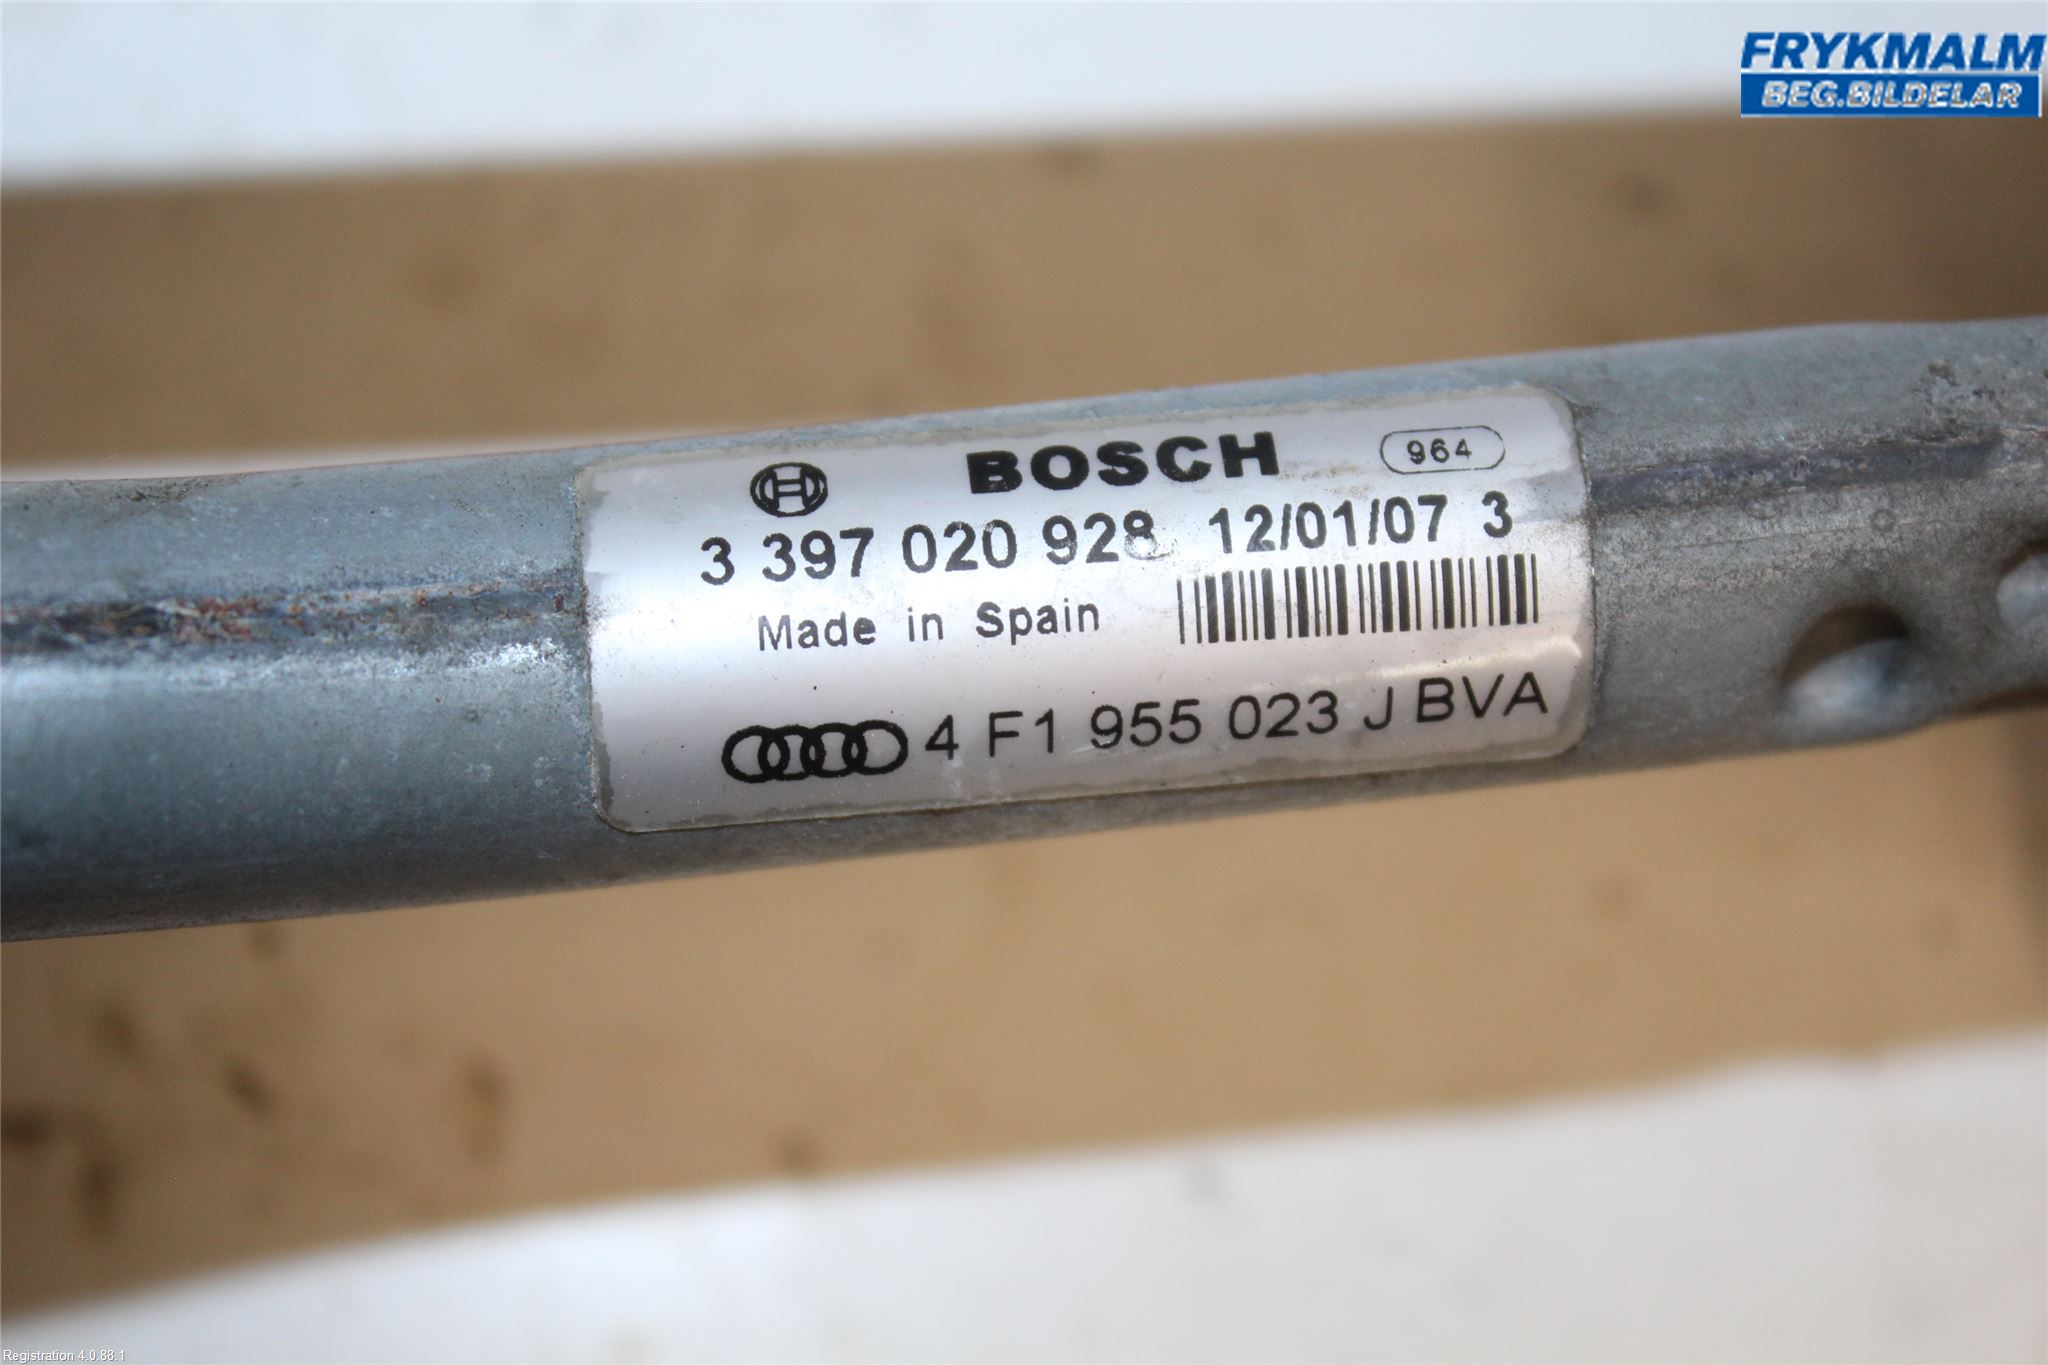 FRYKMALM
BEG.BILDELAR
BOSCH 964
3 397 020 928 12/01/07 3
Made in Spain
4 F1 955 023 J BVA
Registration 4.0.88.1